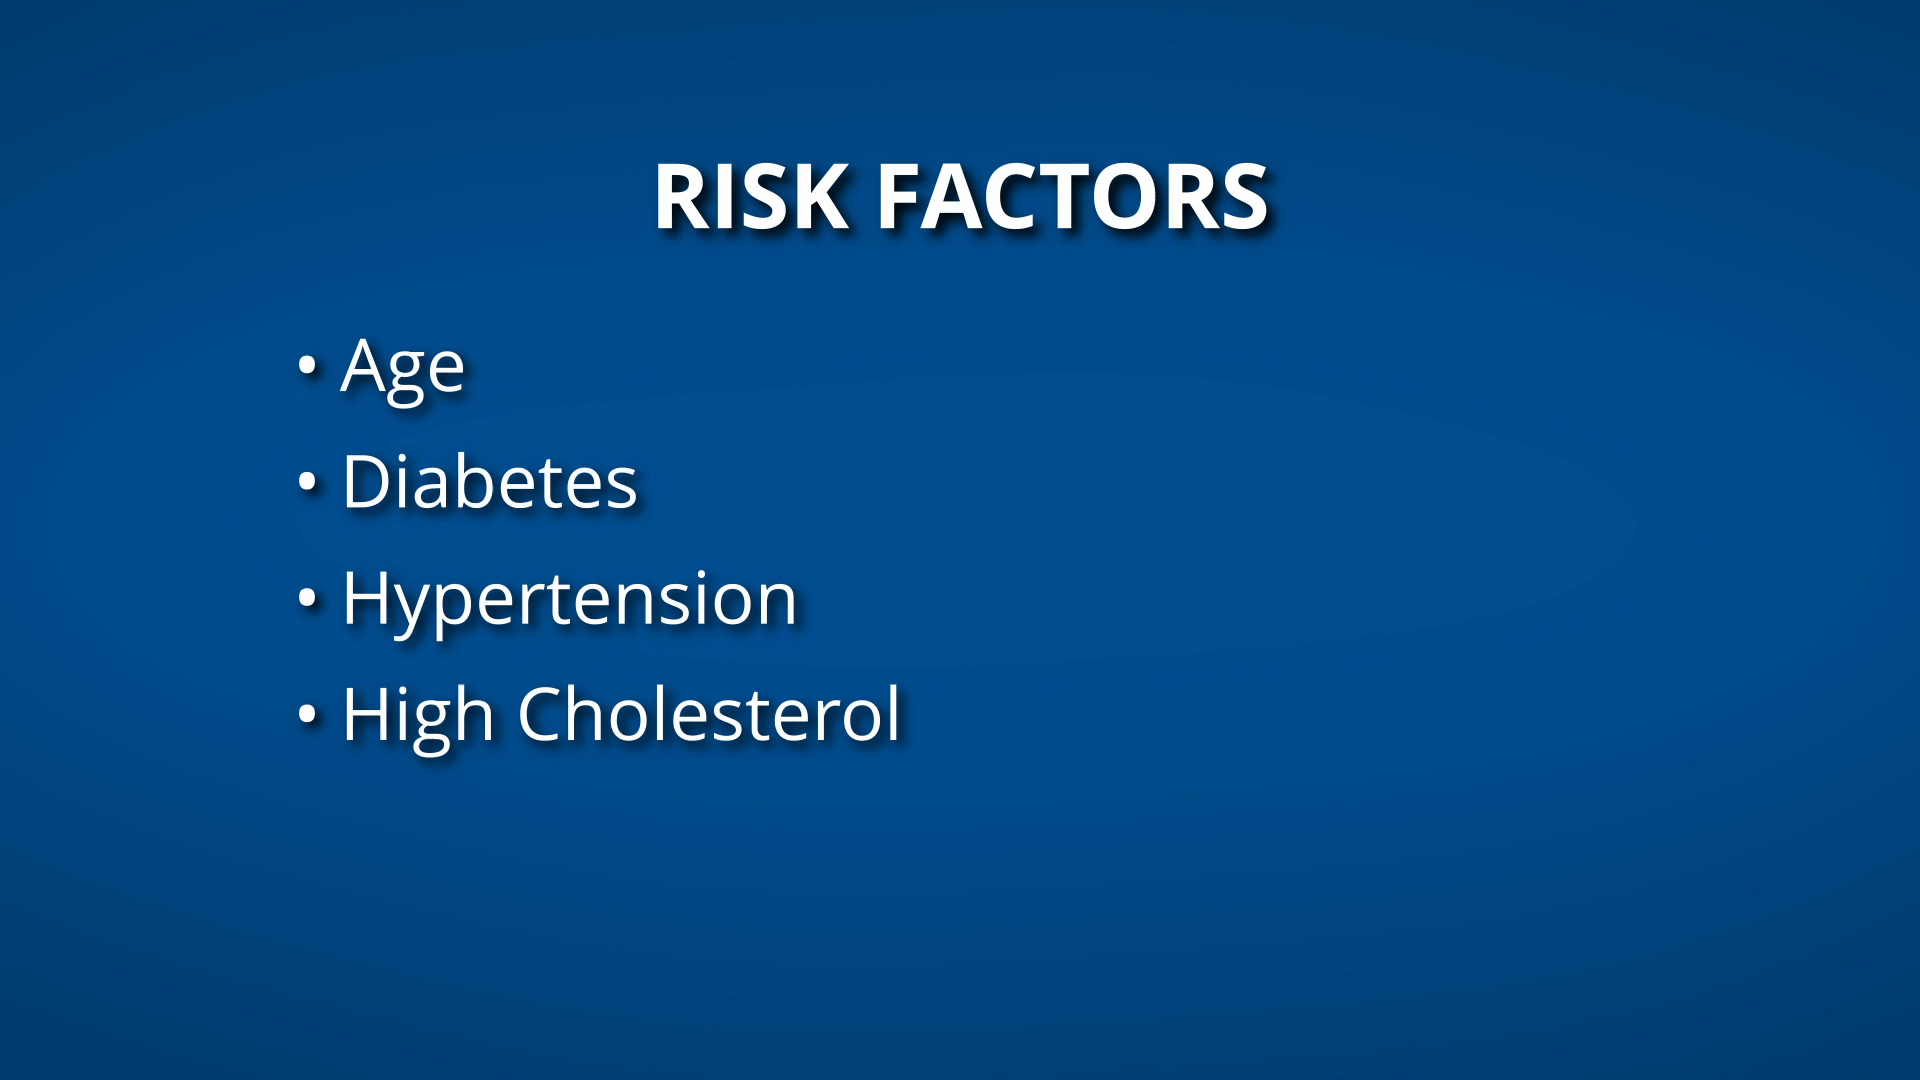 RISK FACTORS
• Age
• Diabetes
• Hypertension
• High Cholesterol